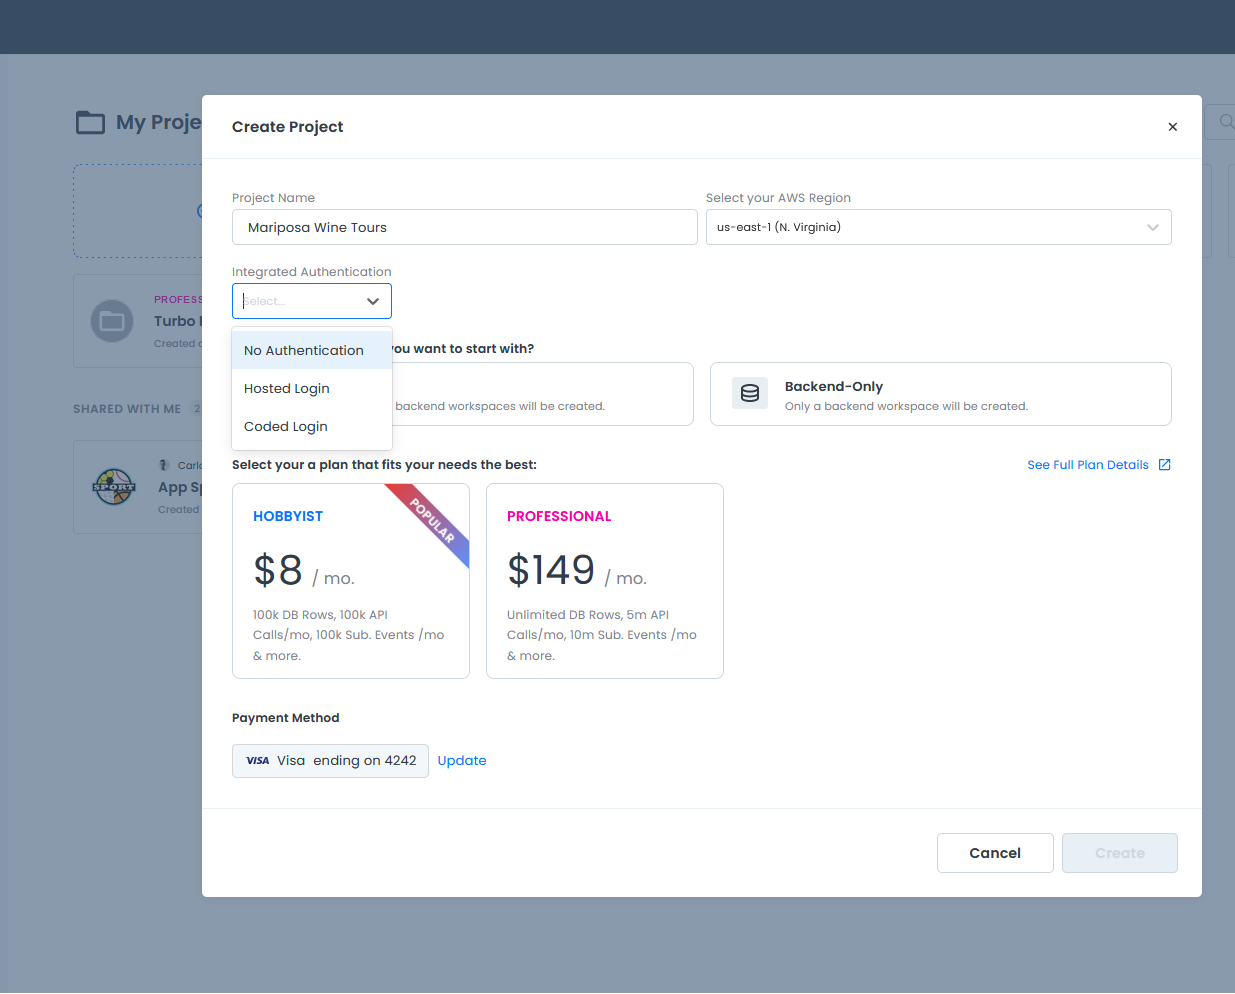 My Proje
Create Project
Project Name
Select your AWS Region
Mariposa Wine Tours
us-east-1 (N. Virginia)
Integrated Authentication
Select...
PROFESS
Turbo
Created
No Authentication
Hosted Login
Coded Login
you want to start with?
backend workspaces will be created.
Backend-Only
Only a backend workspace will be created.
SHARED WITH ME 2
Carlo
SPORT
App Sp
Created
Select your a plan that fits your needs the best:
See Full Plan Details
HOBBYIST
POPULAR
$8 / mo.
100k DB Rows, 100k API
Calls/mo, 100k Sub. Events /mo
& more.
PROFESSIONAL
$149 / mo.
Unlimited DB Rows, 5m API
Calls/mo, 10m Sub. Events /mo
& more.
Payment Method
VISA Visa ending on 4242
Update
Cancel
Create